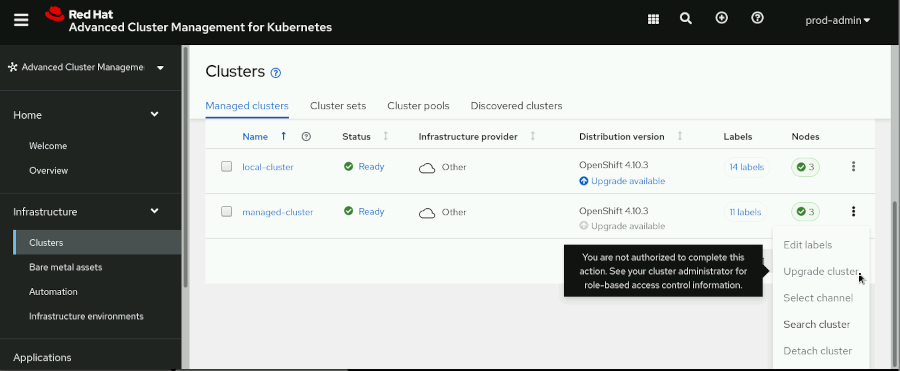 Red Hat
Advanced Cluster Management for Kubernetes
prod-admin
Advanced Cluster Manageme
Home
Welcome
Overview
Infrastructure
Clusters
Bare metal assets
Automation
Infrastructure environments
Applications
Clusters
Managed clusters Cluster sets Cluster pools Discovered clusters
Name Status Infrastructure provider Distribution version Labels Nodes
local-cluster Ready Other OpenShift 4.10.3 14 labels 3
Upgrade available
managed-cluster Ready Other OpenShift 4.10.3 11 labels 3
Upgrade available
You are not authorized to complete this
action. See your cluster administrator for
role-based access control information.
Edit labels
Upgrade cluster
Select channel
Search cluster
Detach cluster